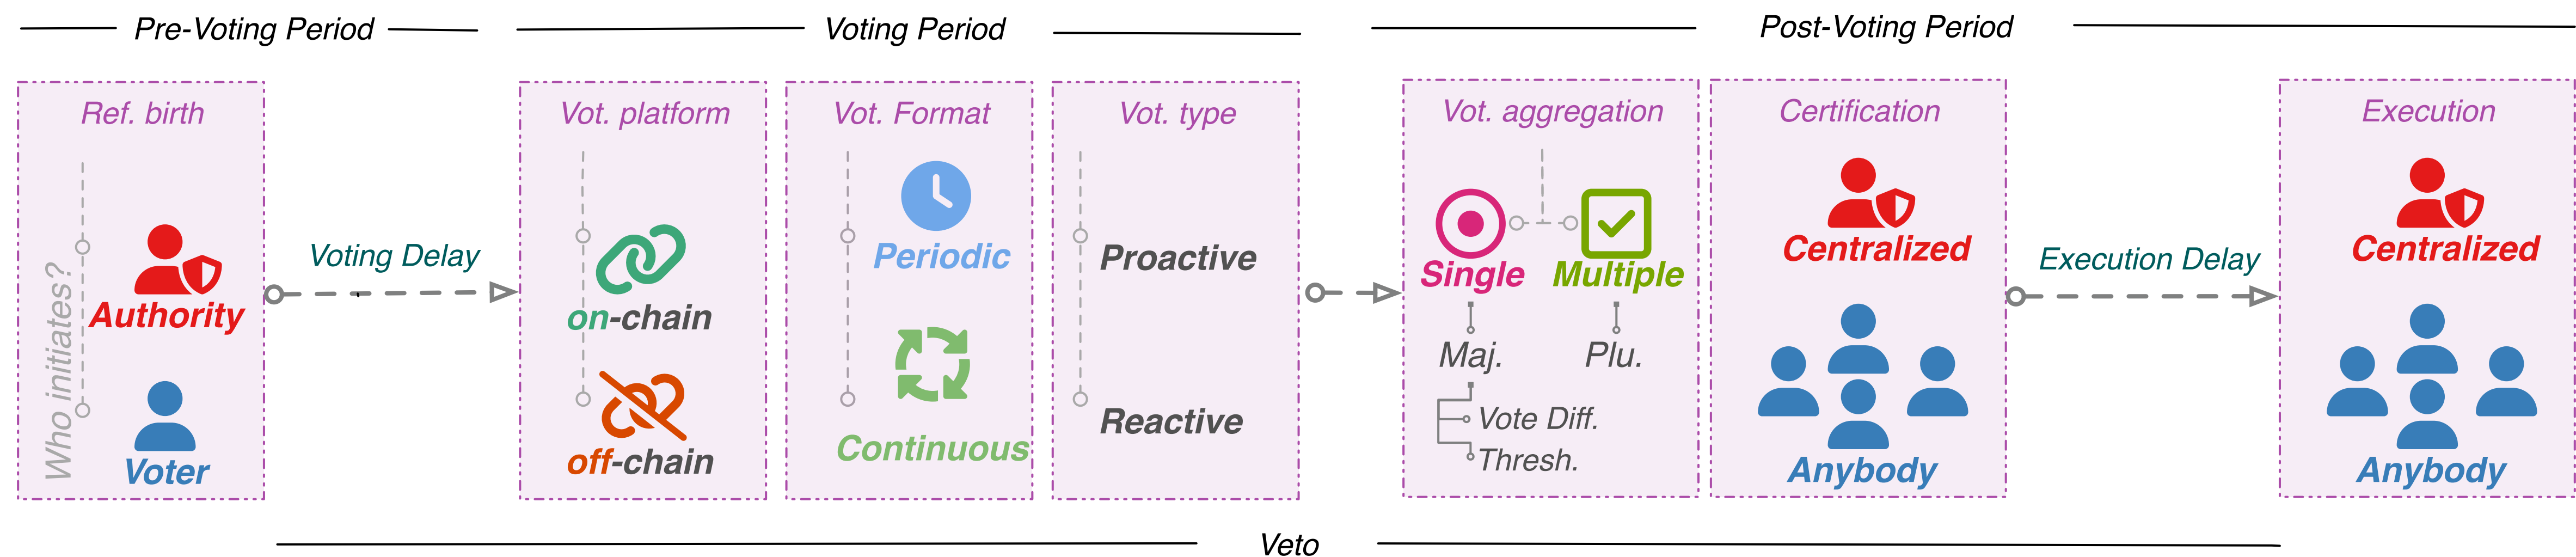 Pre-Voting Period
Voting Period
Post-Voting Period
Ref. birth
Who initiates?
Authority
Voter
Voting Delay
Vot. platform
on-chain
off-chain
Vot. Format
Periodic
Continuous
Vot. type
Proactive
Reactive
Vot. aggregation
Single
Multiple
Maj.
Plu.
Vote Diff.
Thresh.
Certification
Centralized
Anybody
Execution Delay
Execution
Centralized
Anybody
Veto